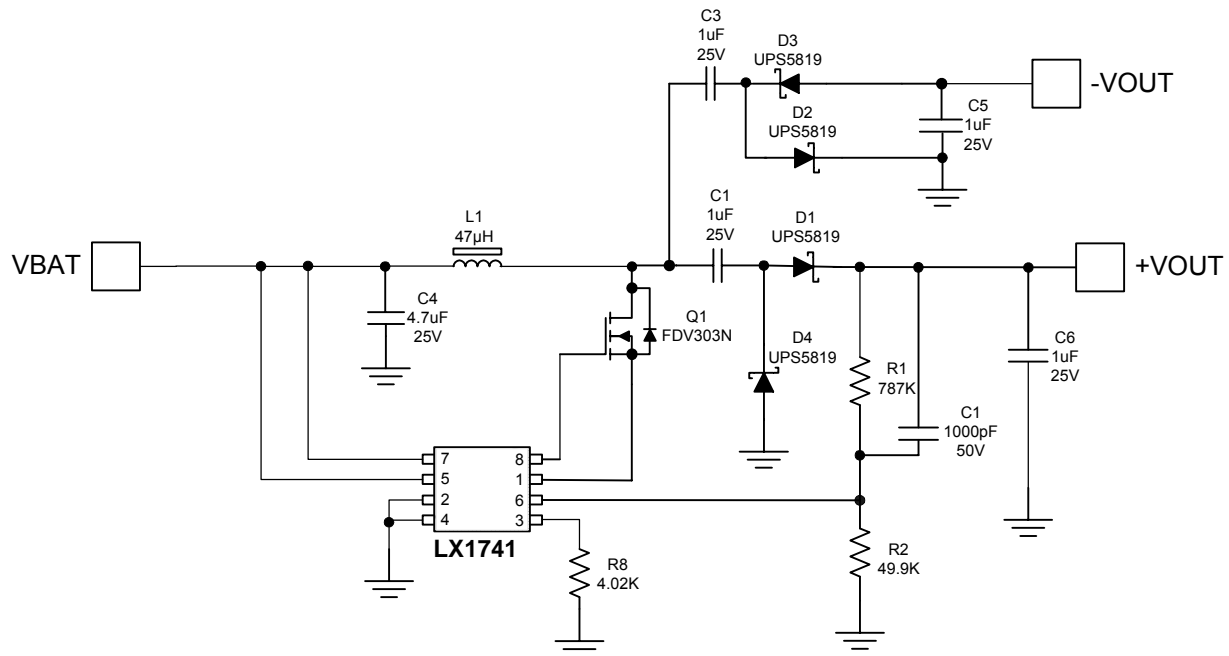 C3
1uF
25V
D3
UPS5819
-VOUT
D2
UPS5819
C5
1uF
25V
C1
1uF
25V
D1
UPS5819
L1
47µH
VBAT
+VOUT
C4
4.7uF
25V
Q1
FDV303N
D4
UPS5819
R1
787K
C6
1uF
25V
C1
1000pF
50V
7 8
5 1
2 6
4 3
LX1741
R8
4.02K
R2
49.9K